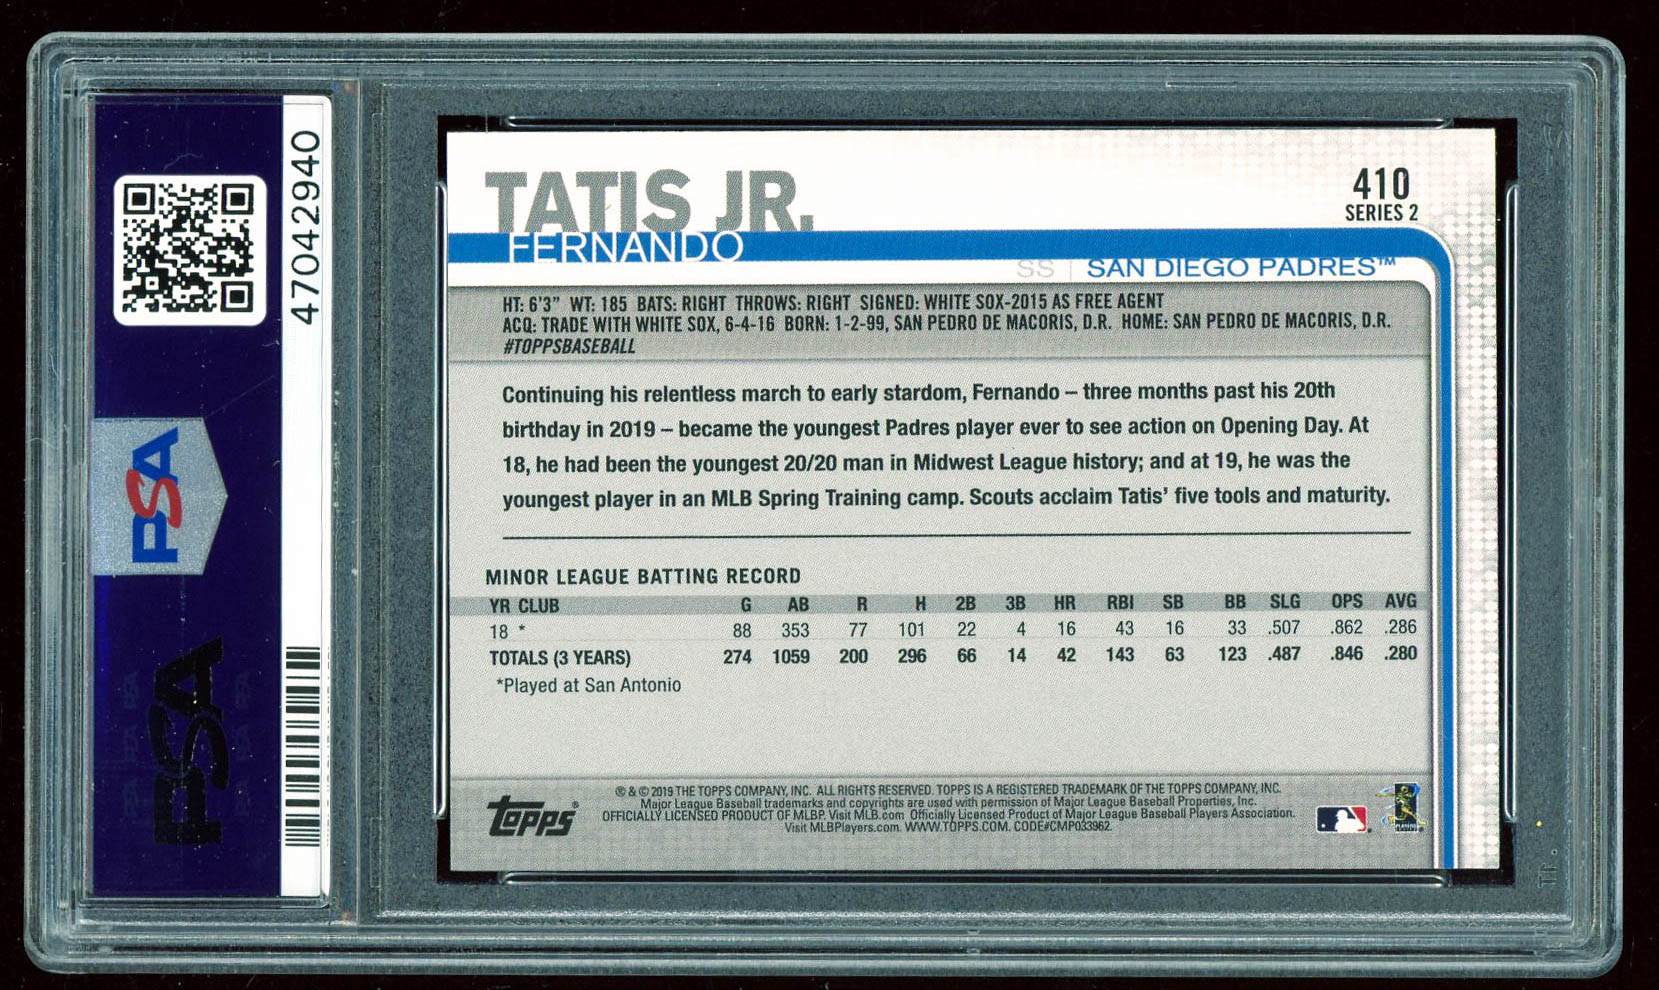 47042940
PSA
PSA
TATIS JR.
FERNANDO
410
SERIES 2
SS | SAN DIEGO PADRES™
HT: 6'3" WT: 185 BATS: RIGHT THROWS: RIGHT SIGNED: WHITE SOX-2015 AS FREE AGENT
ACQ: TRADE WITH WHITE SOX, 6-4-16 BORN: 1-2-99, SAN PEDRO DE MACORIS, D.R. HOME: SAN PEDRO DE MACORIS, D.R.
#TOPPSBASEBALL
Continuing his relentless march to early stardom, Fernando – three months past his 20th
birthday in 2019 – became the youngest Padres player ever to see action on Opening Day. At
18, he had been the youngest 20/20 man in Midwest League history; and at 19, he was the
youngest player in an MLB Spring Training camp. Scouts acclaim Tatis' five tools and maturity.
MINOR LEAGUE BATTING RECORD
YR CLUB G AB R H 2B 3B HR RBI SB BB SLG OPS AVG
18 * 88 353 77 101 22 4 16 43 16 33 .507 .862 .286
TOTALS (3 YEARS) 274 1059 200 296 66 14 42 143 63 123 .487 .846 .280
*Played at San Antonio
Topps®
® & © 2019 THE TOPPS COMPANY, INC. ALL RIGHTS RESERVED. TOPPS IS A REGISTERED TRADEMARK OF THE TOPPS COMPANY, INC.
Major League Baseball trademarks and copyrights are used with permission of Major League Baseball Properties, Inc.
OFFICIALLY LICENSED PRODUCT OF MLBP. Visit MLB.com Officially Licensed Product of Major League Baseball Players Association.
Visit MLBPlayers.com. WWW.TOPPS.COM. CODE#CMP033962.
PLAYERS